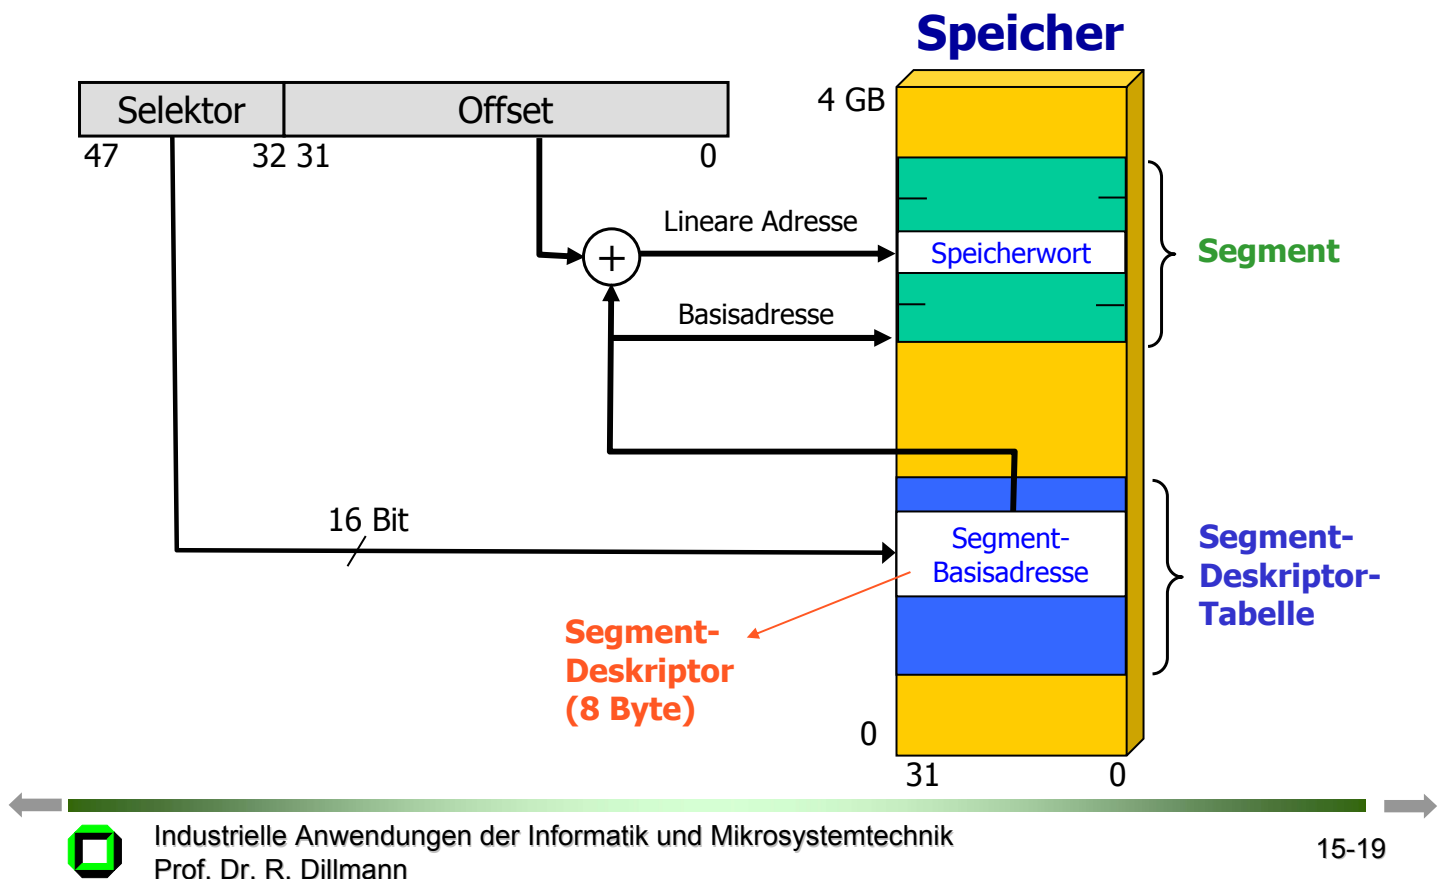 Speicher
Selektor
Offset
4 GB
47
32 31
0
Lineare Adresse
Speicherwort
Segment
Basisadresse
16 Bit
Segment-
Basisadresse
Segment-
Deskriptor-
Tabelle
Segment-
Deskriptor
(8 Byte)
0
31
0
Industrielle Anwendungen der Informatik und Mikrosystemtechnik
Prof. Dr. R. Dillmann
15-19